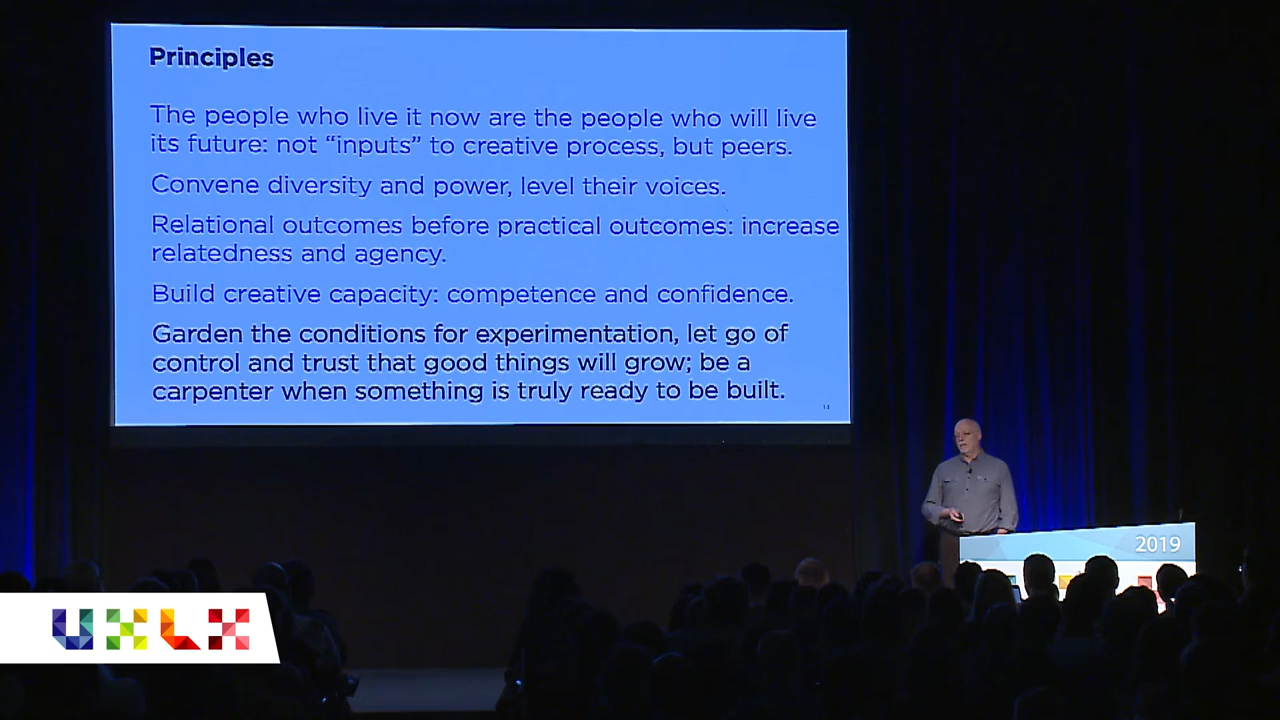 Principles
The people who live it now are the people who will live
its future: not “inputs” to creative process, but peers.
Convene diversity and power, level their voices.
Relational outcomes before practical outcomes: increase
relatedness and agency.
Build creative capacity: competence and confidence.
Garden the conditions for experimentation, let go of
control and trust that good things will grow; be a
carpenter when something is truly ready to be built.
2019
UXLX